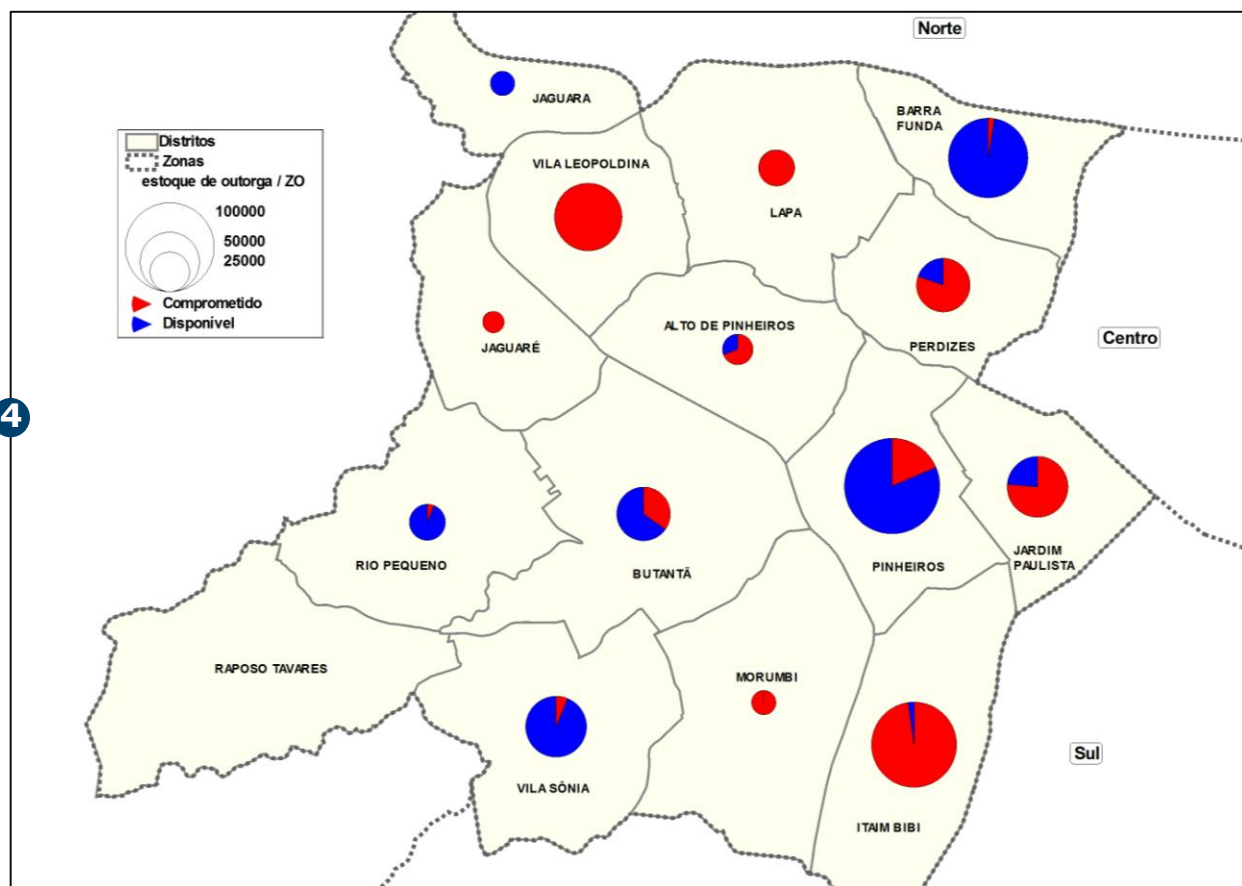 Norte
JAGUARA
BARRA
FUNDA
Distritos
Zonas
estoque de outorga / ZO
100000
50000
25000
Comprometido
Disponível
VILA LEOPOLDINA
LAPA
ALTO DE PINHEIROS
JAGUARÉ
PERDIZES
Centro
4
RIO PEQUENO
BUTANTÃ
PINHEIROS
JARDIM
PAULISTA
RAPOSO TAVARES
MORUMBI
VILA SÔNIA
ITAIM BIBI
Sul